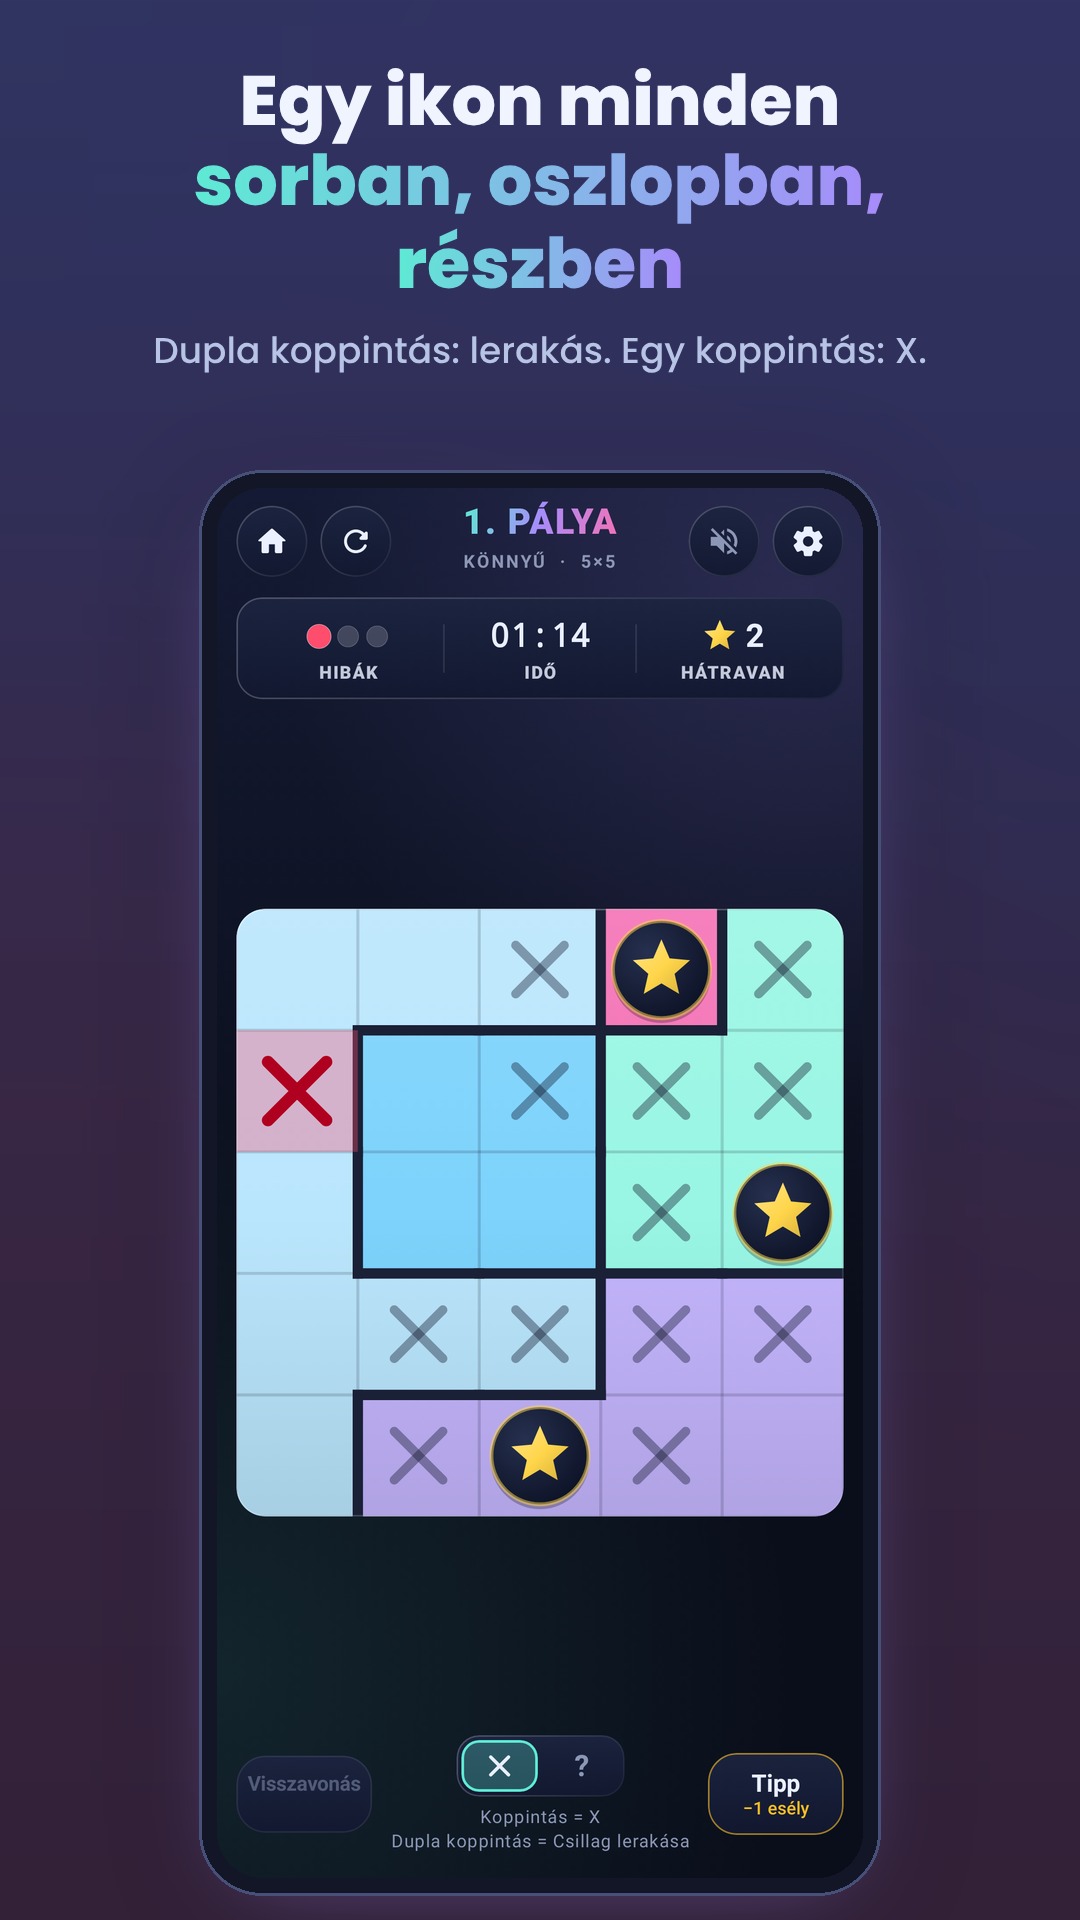 Egy ikon minden
sorban, oszlopban,
részben
Dupla koppintás: lerakás. Egy koppintás: X.
1. PÁLYA
KÖNNYŰ · 5×5
01:14
2
HIBÁK
IDŐ
HÁTRAVAN
Visszavonás
?
Tipp
−1 esély
Koppintás = X
Dupla koppintás = Csillag lerakása